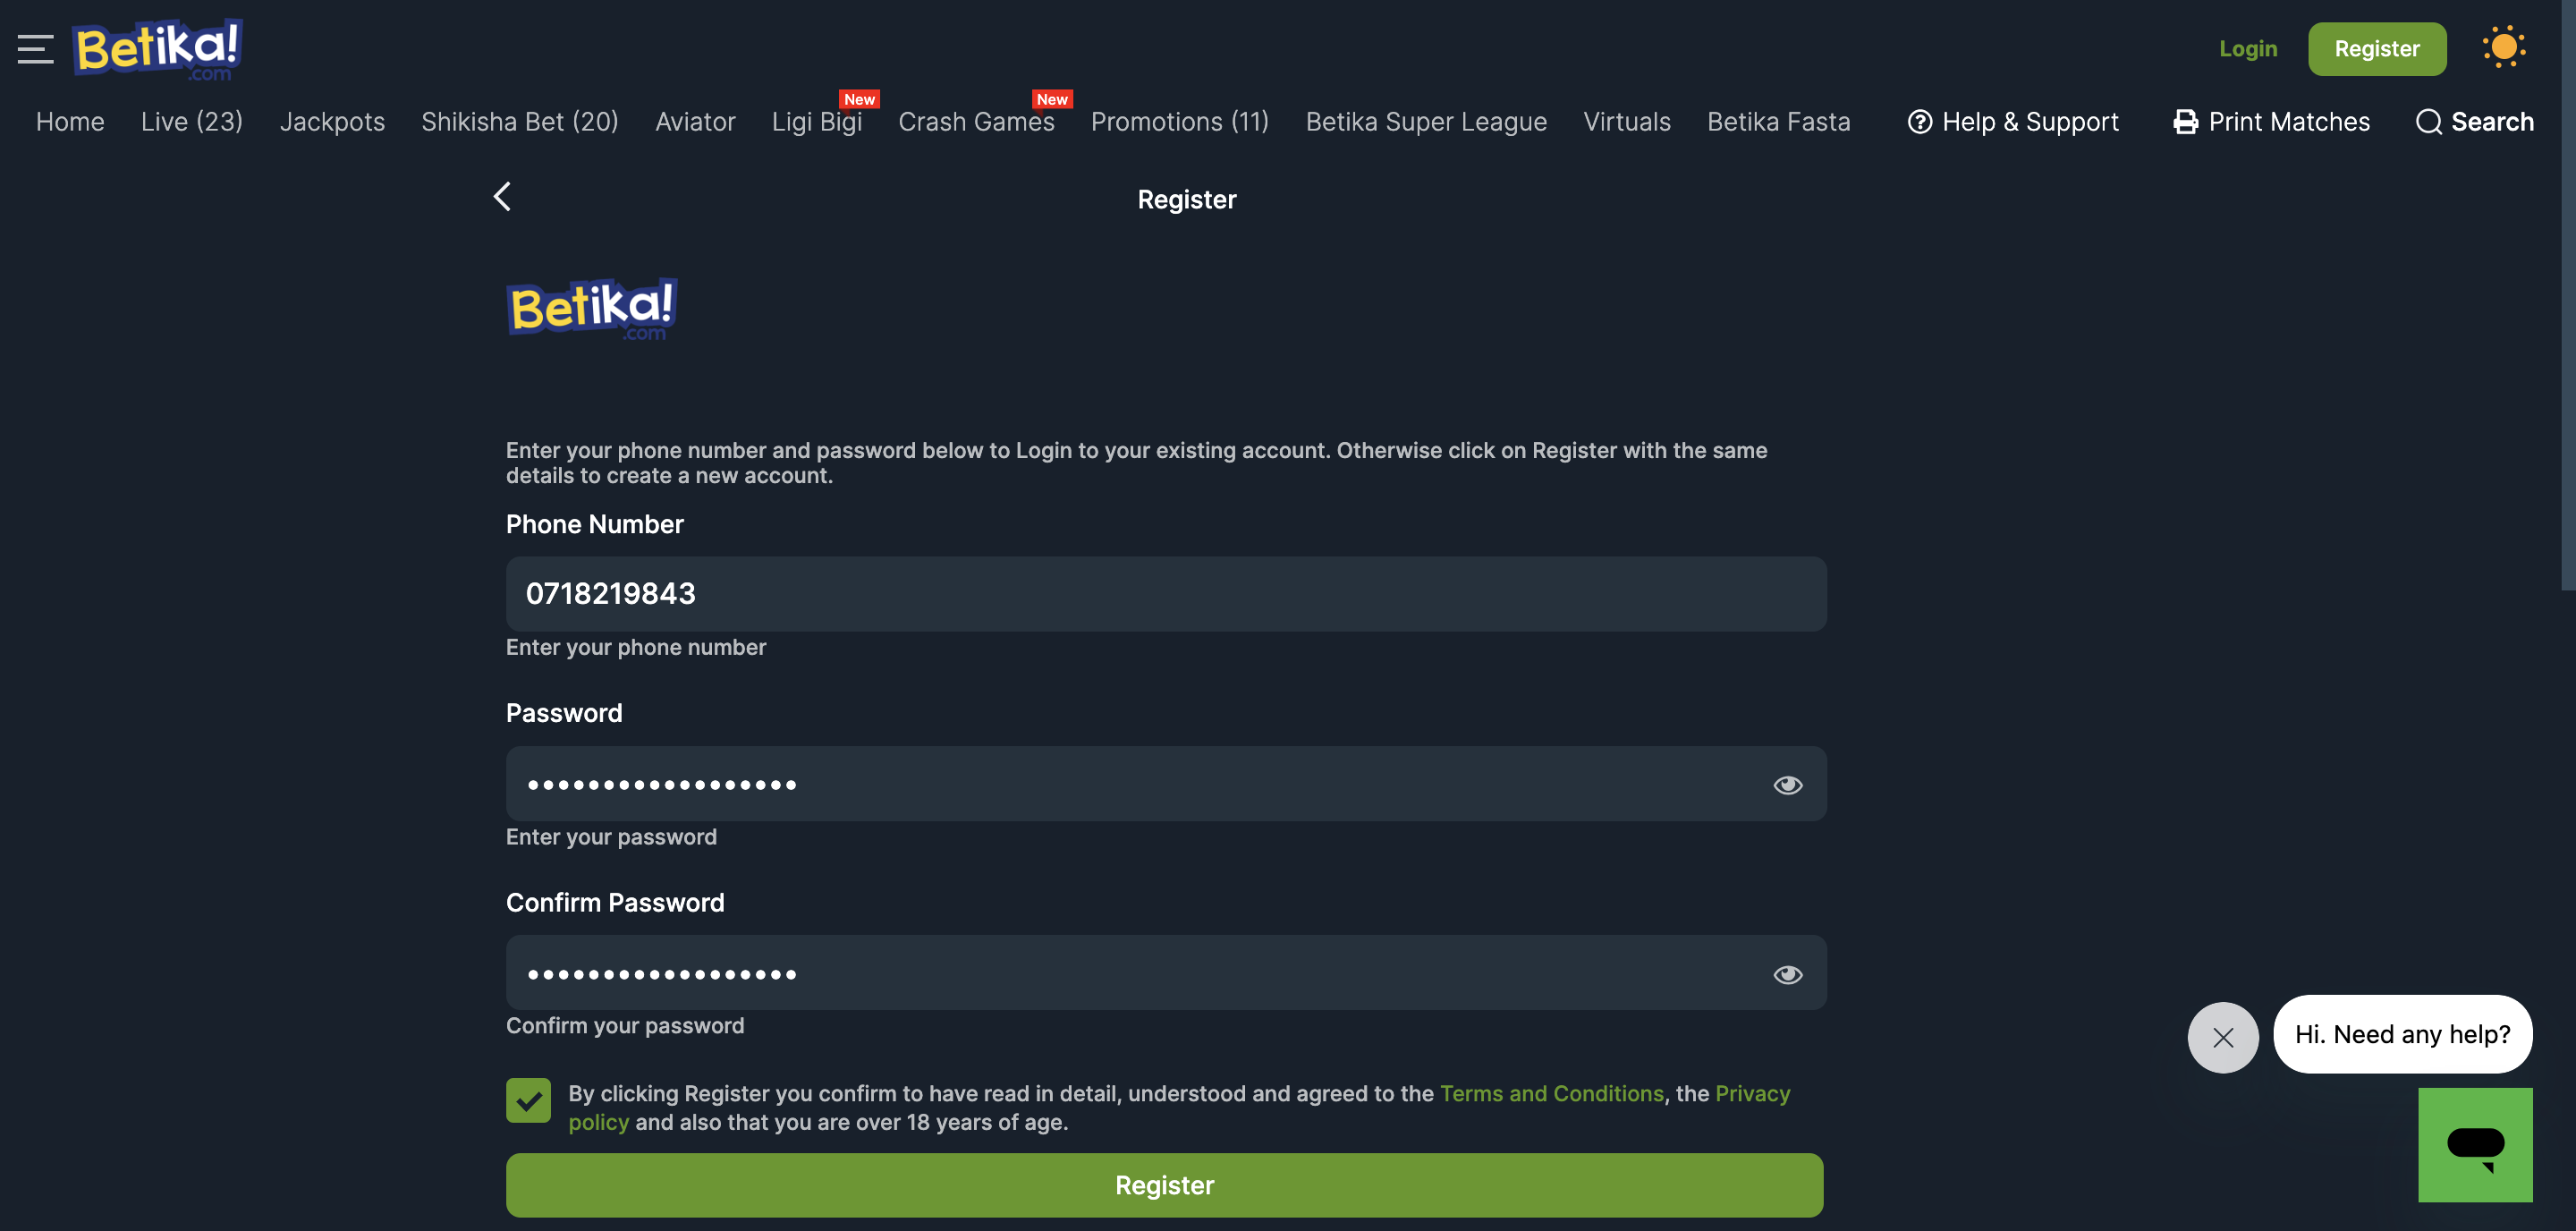 Betika!
.com
Login
Register
Home
Live (23)
Jackpots
Shikisha Bet (20)
Aviator
New
Ligi Bigi
New
Crash Games
Promotions (11)
Betika Super League
Virtuals
Betika Fasta
Help & Support
Print Matches
Search
Register
Betika!
.com
Enter your phone number and password below to Login to your existing account. Otherwise click on Register with the same
details to create a new account.
Phone Number
0718219843
Enter your phone number
Password
••••••••••••••••••
Enter your password
Confirm Password
••••••••••••••••••
Confirm your password
By clicking Register you confirm to have read in detail, understood and agreed to the Terms and Conditions, the Privacy
policy and also that you are over 18 years of age.
Register
Hi. Need any help?